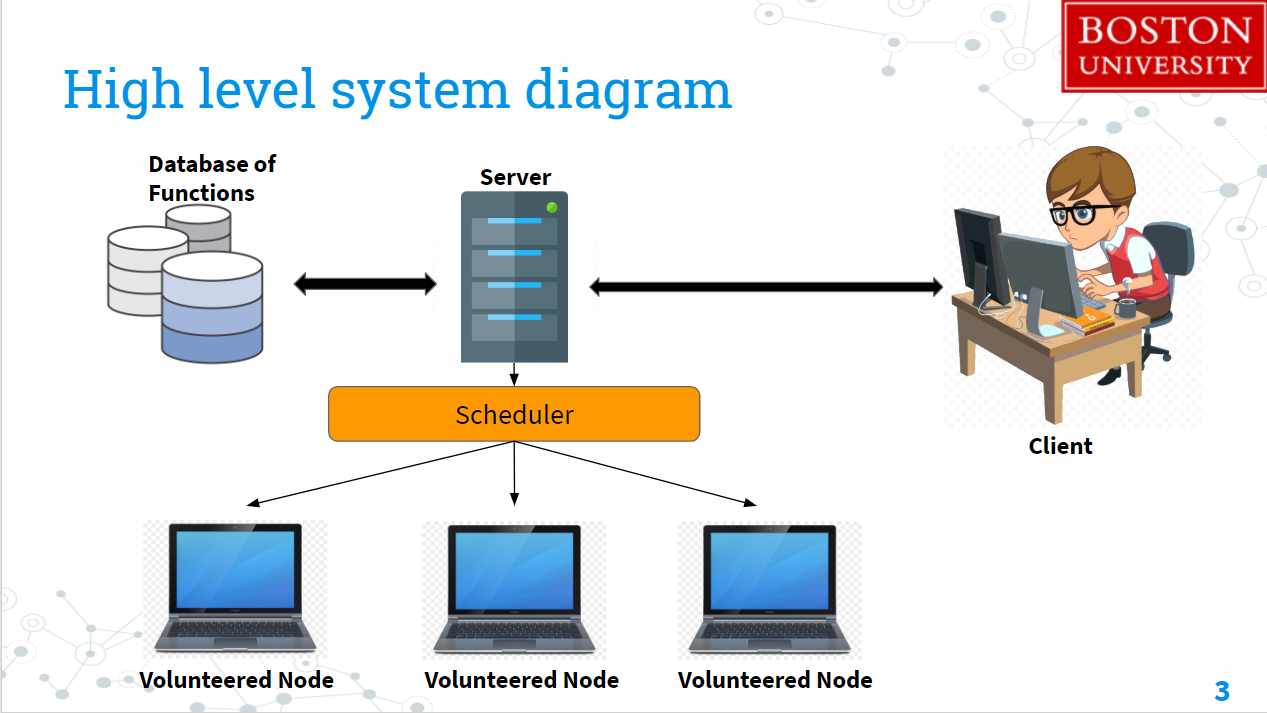 BOSTON
UNIVERSITY
High level system diagram
Database of
Functions
Server
Scheduler
Client
Volunteered Node
Volunteered Node
Volunteered Node
3